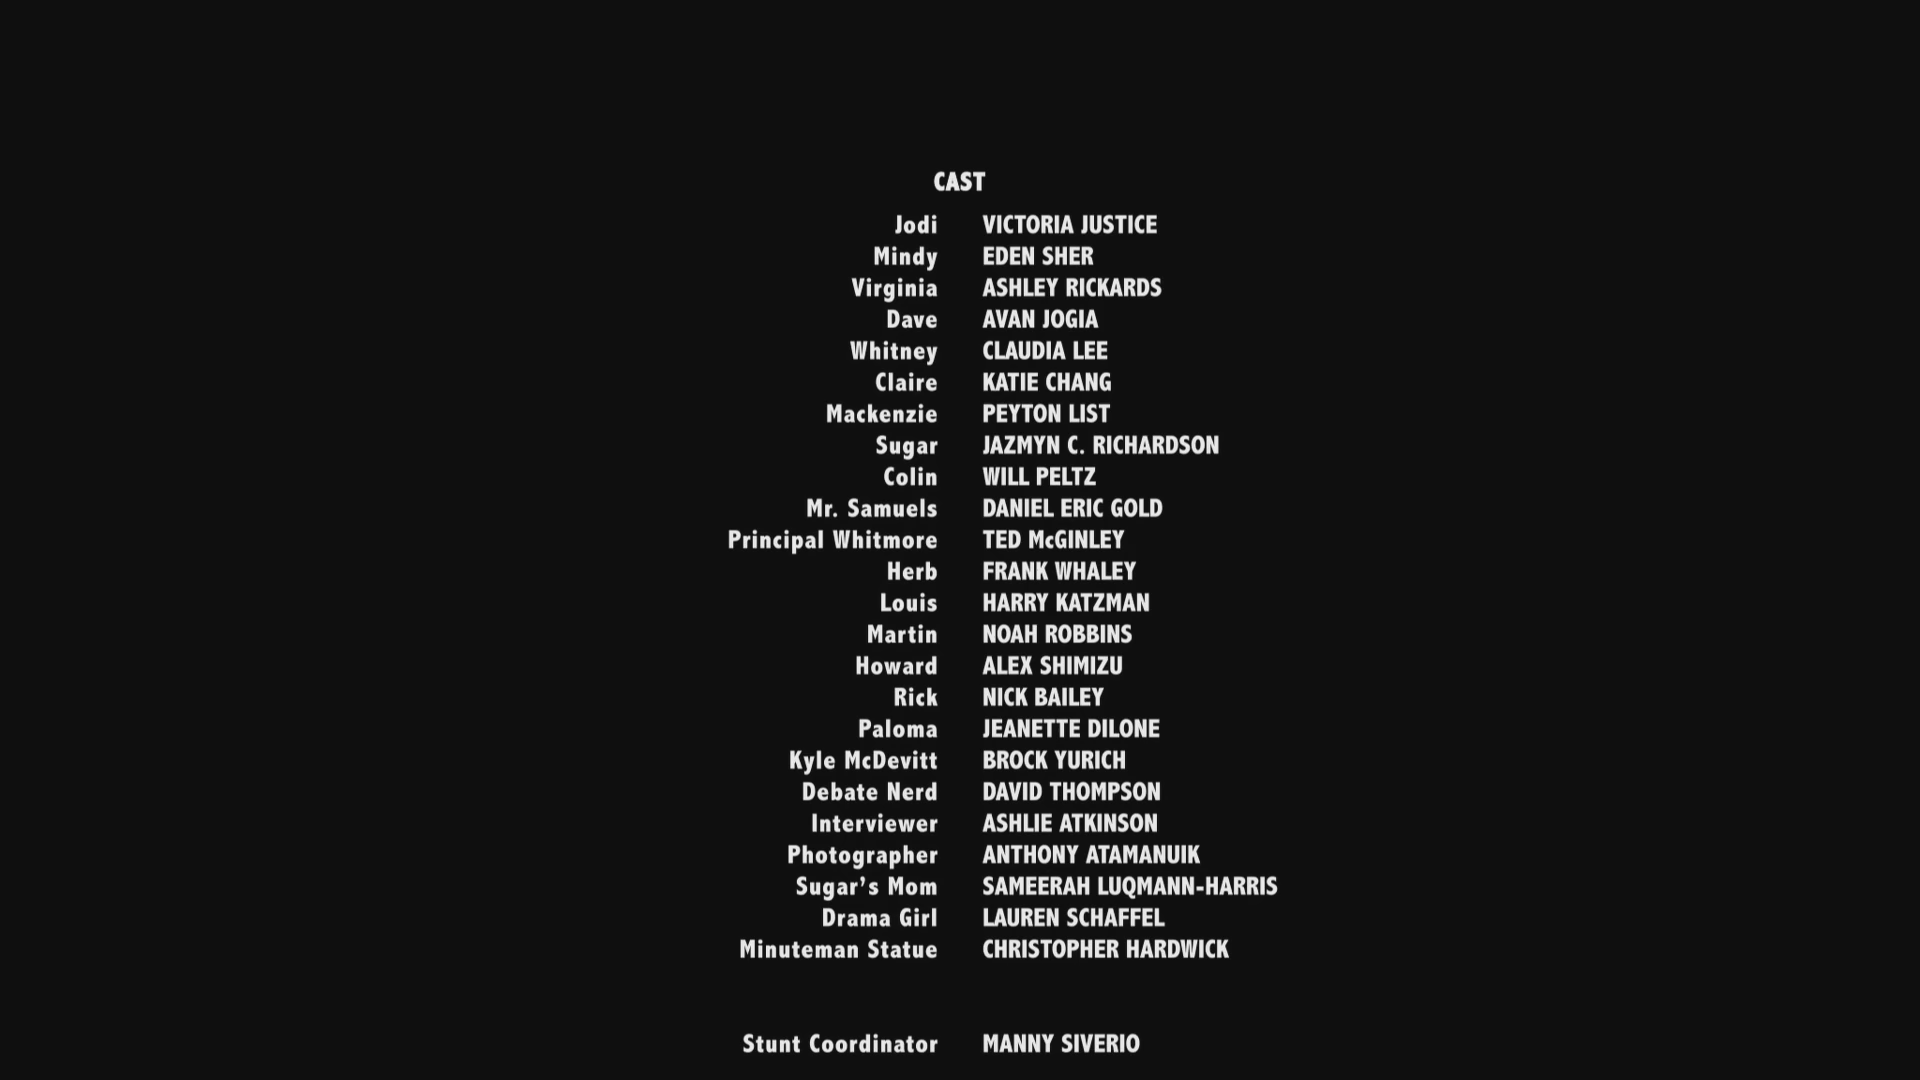 CAST
Jodi VICTORIA JUSTICE
Mindy EDEN SHER
Virginia ASHLEY RICKARDS
Dave AVAN JOGIA
Whitney CLAUDIA LEE
Claire KATIE CHANG
Mackenzie PEYTON LIST
Sugar JAZMYN C. RICHARDSON
Colin WILL PELTZ
Mr. Samuels DANIEL ERIC GOLD
Principal Whitmore TED McGINLEY
Herb FRANK WHALEY
Louis HARRY KATZMAN
Martin NOAH ROBBINS
Howard ALEX SHIMIZU
Rick NICK BAILEY
Paloma JEANETTE DILONE
Kyle McDevitt BROCK YURICH
Debate Nerd DAVID THOMPSON
Interviewer ASHLIE ATKINSON
Photographer ANTHONY ATAMANUIK
Sugar’s Mom SAMEERAH LUQMANN-HARRIS
Drama Girl LAUREN SCHAFFEL
Minuteman Statue CHRISTOPHER HARDWICK
Stunt Coordinator MANNY SIVERIO